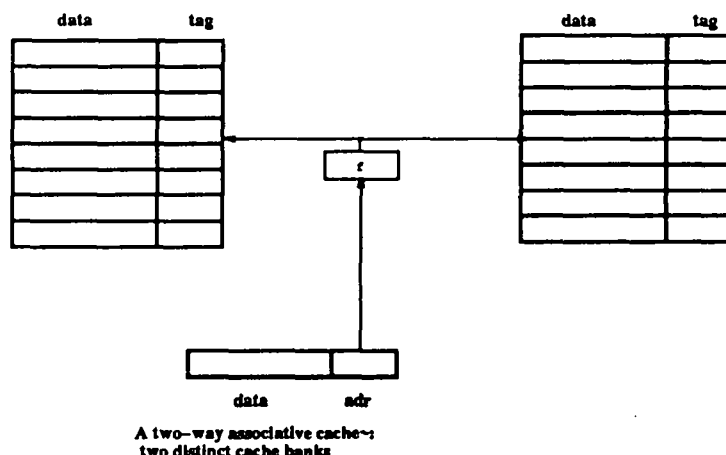 data tag
data tag
f
data adr
A two-way associative cache~:
two distinct cache banks